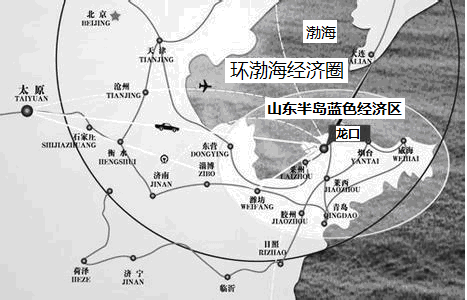 北 京
BEIJING
渤海
天 津
TIANJING
大连
ALIAN
环渤海经济圈
沧州
TIANJING
太 原
TAIYUAN
山东半岛蓝色经济区
石家庄
SHIJIAZHUANG
龙口
衡 水
HENGSHUI
东营
DONGYING
烟台
YANTAI
威海
WEIHAI
济南
JINAN
淄博
ZIBO
莱州
LAIZHOU
莱西
JIAOZHOU
潍坊
WEIFANG
胶州
JIAOZHOU
青岛
QINGDAO
日照
RIZHAO
荷泽
HEZE
济 宁
JINING
临沂